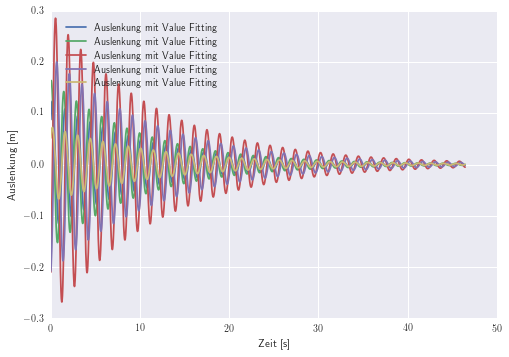 0.3
Auslenkung mit Value Fitting
Auslenkung mit Value Fitting
Auslenkung mit Value Fitting
Auslenkung mit Value Fitting
Auslenkung mit Value Fitting
0.2
0.1
0.0
−0.1
−0.2
−0.3
Auslenkung [m]
0 10 20 30 40 50
Zeit [s]